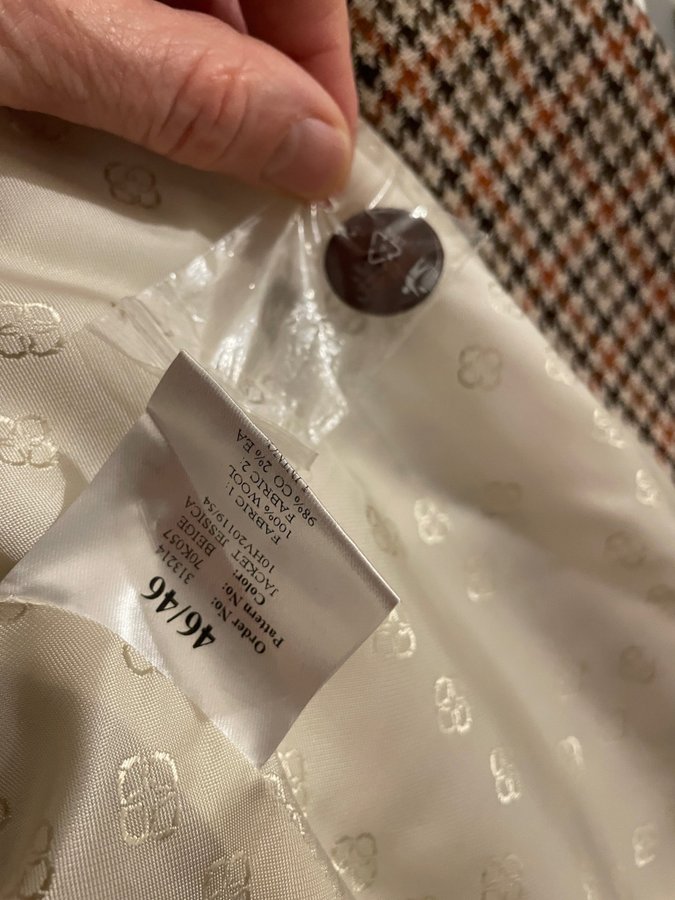 46/46
Order No: 313214
Pattern No: 70K057
Color: BEIGE
JACKET JESSICA
10HV20119/54
FABRIC 1:
100% WOOL
FABRIC 2:
98% CO 2% EA